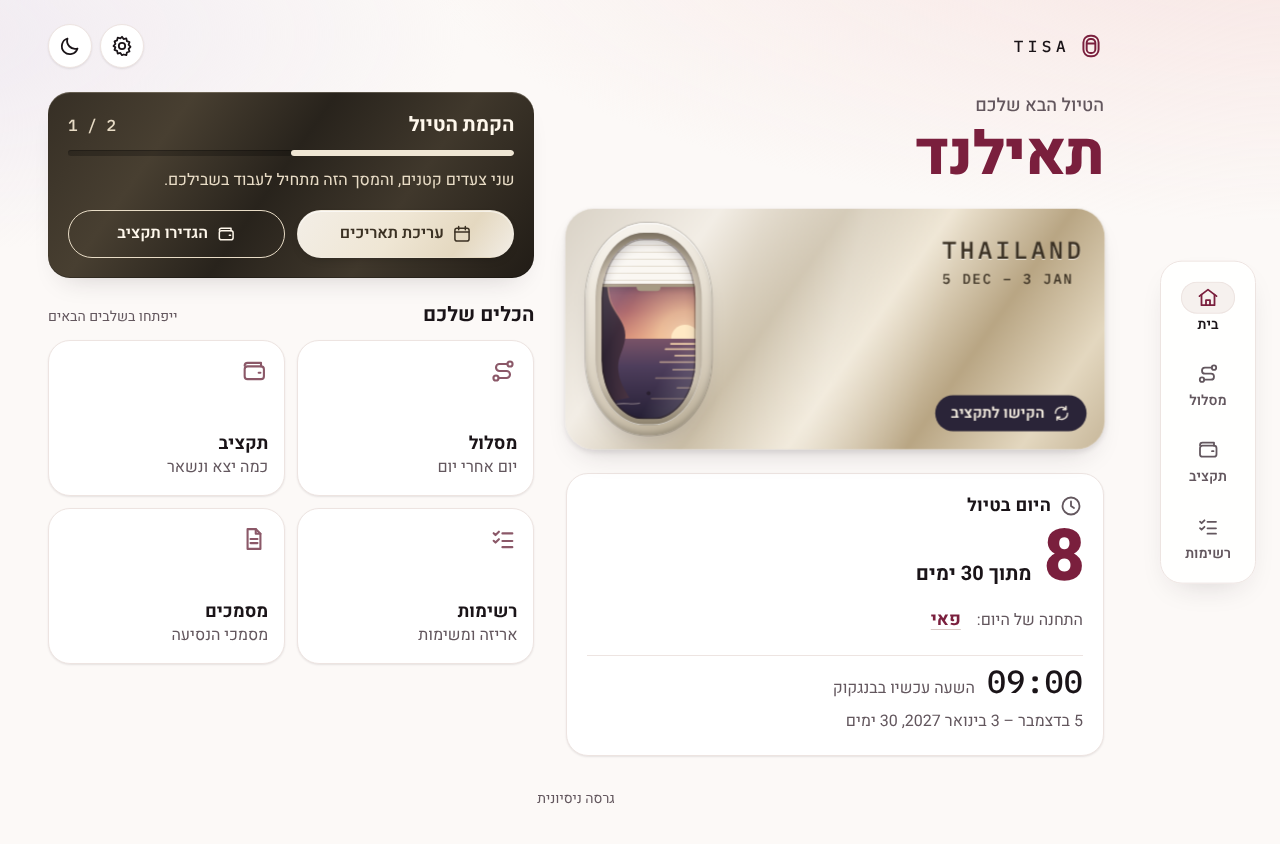 TISA
הטיול הבא שלכם
תאילנד
THAILAND
5 DEC – 3 JAN
הקישו לתקציב
היום בטיול
8 מתוך 30 ימים
התחנה של היום: פאי
09:00 השעה עכשיו בבנגקוק
5 בדצמבר – 3 בינואר 2027, 30 ימים
הקמת הטיול
1 / 2
שני צעדים קטנים, והמסך הזה מתחיל לעבוד בשבילכם.
עריכת תאריכים
הגדירו תקציב
הכלים שלכם
ייפתחו בשלבים הבאים
מסלול
יום אחרי יום
תקציב
כמה יצא ונשאר
רשימות
אריזה ומשימות
מסמכים
מסמכי הנסיעה
בית
מסלול
תקציב
רשימות
גרסה ניסיונית